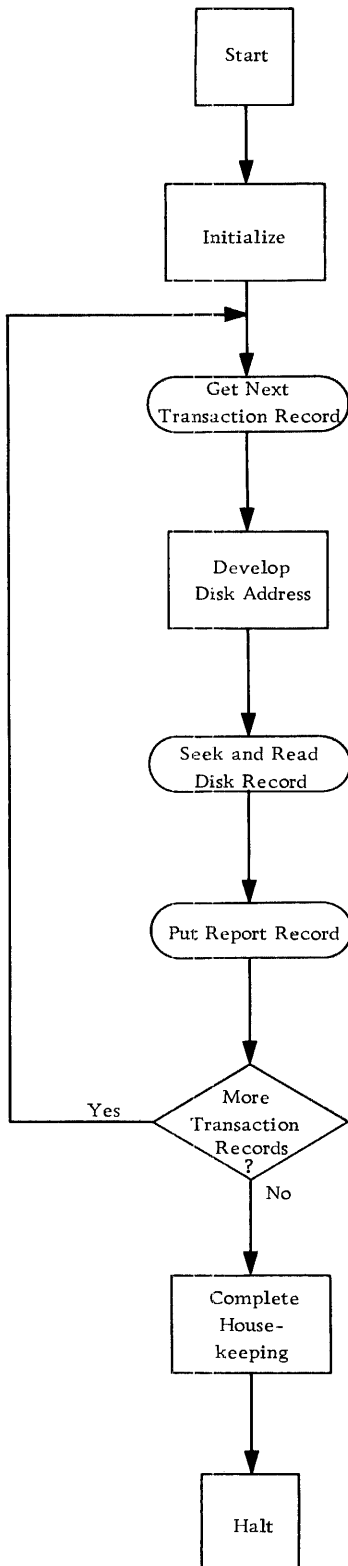 Start
Initialize
Get Next
Transaction Record
Develop
Disk Address
Seek and Read
Disk Record
Put Report Record
More
Transaction
Records
?
Yes
No
Complete
House-
keeping
Halt